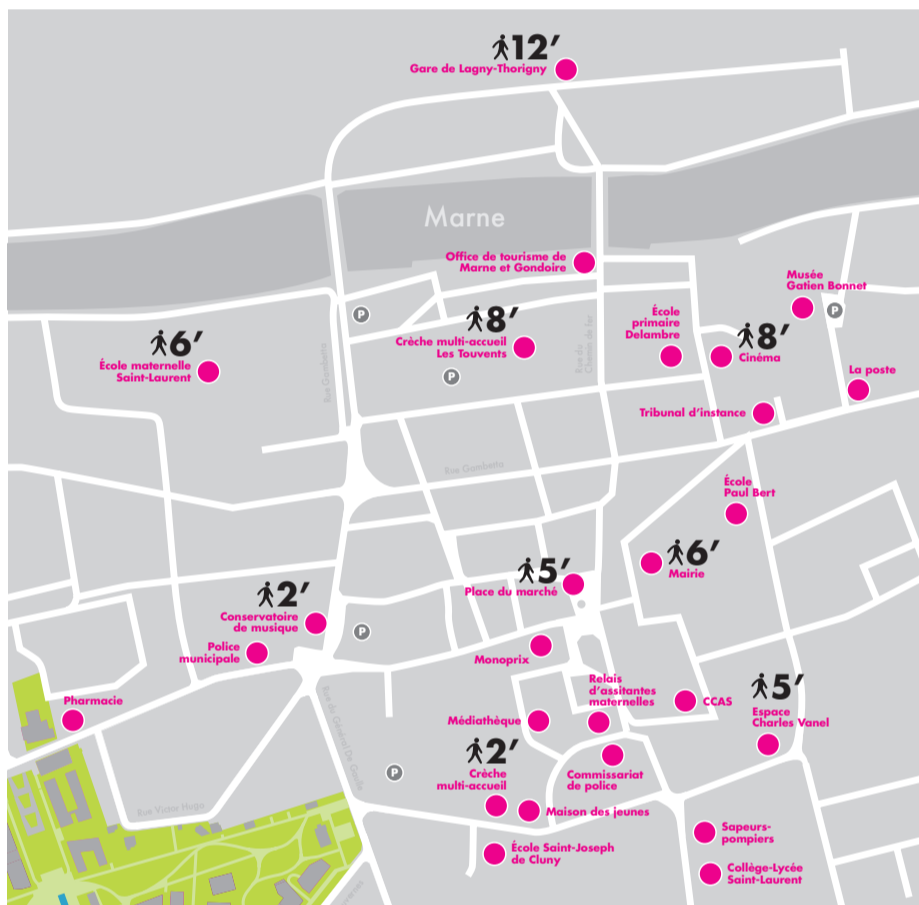 12′
Gare de Lagny-Thorigny
Marne
Office de tourisme de
Marne et Gondoire
Musée
Gatien Bonnet
P
P
6′
École maternelle
Saint-Laurent
Rue Gambetta
8′
Crèche multi-accueil
Les Touvents
P
Rue du
Chemin de fer
École
primaire
Delambre
8′
Cinéma
La poste
Tribunal d’instance
Rue Gambetta
École
Paul Bert
6′
Mairie
5′
Place du marché
2′
Conservatoire
de musique
P
Police
municipale
Monoprix
Pharmacie
Rue du Général De Gaulle
Relais
d’assitantes
maternelles
Médiathèque
CCAS
5′
Espace
Charles Vanel
2′
Crèche
multi-accueil
P
Commissariat
de police
Rue Victor Hugo
Maison des jeunes
Sapeurs-
pompiers
École Saint-Joseph
de Cluny
Collège-Lycée
Saint-Laurent